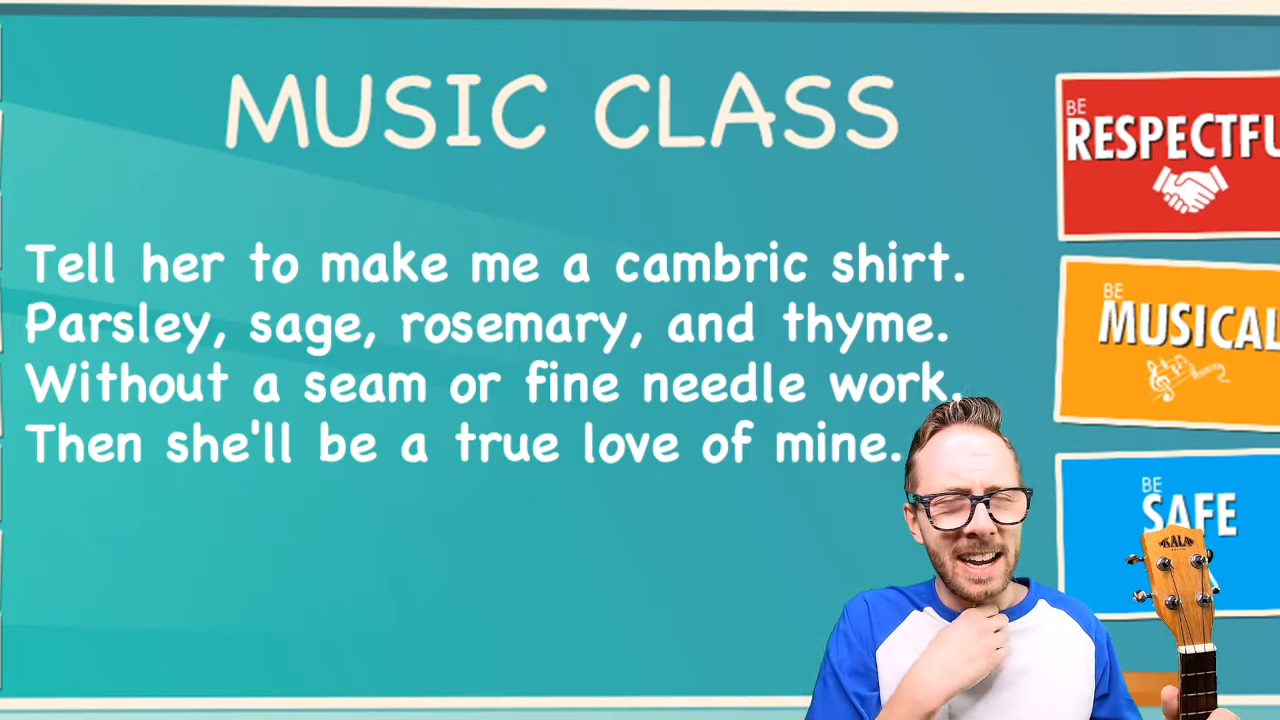 MUSIC CLASS
Tell her to make me a cambric shirt.
Parsley, sage, rosemary, and thyme.
Without a seam or fine needle work.
Then she'll be a true love of mine.
BE
RESPECTFU
BE
MUSICAL
BE
SAFE
KALA